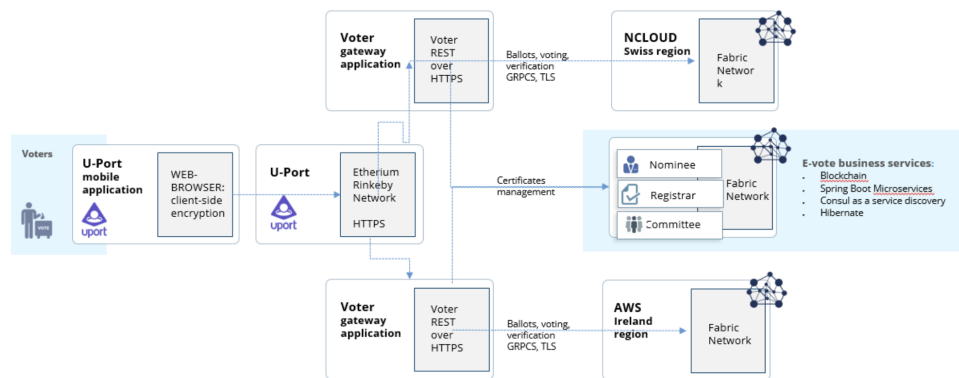 Voter
gateway
application
Voter
REST
over
HTTPS
Ballots, voting,
verification
GRPCS, TLS
NCLOUD
Swiss region
Fabric
Networ
k
Voters
VOTE
U-Port
mobile
application
uport
WEB-
BROWSER:
client-side
encryption
U-Port
uport
Etherium
Rinkeby
Network
HTTPS
Certificates
management
Nominee
Registrar
Committee
Fabric
Network
E-vote business services:
. Blockchain
. Spring Boot Microservices
. Consul as a service discovery
. Hibernate
Voter
gateway
application
Voter
REST
over
HTTPS
Ballots, voting,
verification
GRPCS, TLS
AWS
Ireland
region
Fabric
Network